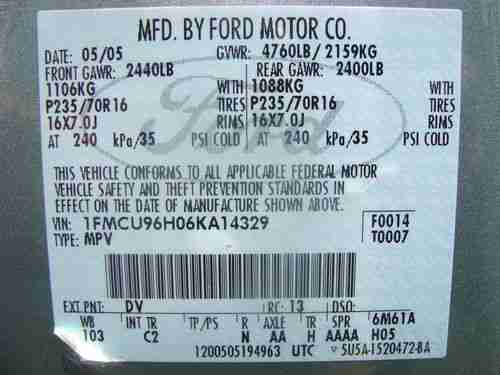 MFD. BY FORD MOTOR CO.
DATE: 05/05 GVWR: 4760LB/2159KG
FRONT GAWR: 2440LB REAR GAWR: 2400LB
1106KG WITH 1088KG WITH
P235/70R16 TIRES P235/70R16 TIRES
16X7.0J RIMS 16X7.0J RIMS
AT 240 kPa/35 PSI COLD AT 240 kPa/35 PSI COLD
Ford
THIS VEHICLE CONFORMS TO ALL APPLICABLE FEDERAL MOTOR
VEHICLE SAFETY AND THEFT PREVENTION STANDARDS IN
EFFECT ON THE DATE OF MANUFACTURE SHOWN ABOVE.
VIN: 1FMCU96H06KA14329 F0014
TYPE: MPV T0007
EXT PNT: DV RC: 13 DSO:
WB INT TR TP/PS R AXLE TR SPR 6M61A
103 C2 N AA H AAAA H05
1200505194963 UTC 5U5A-1520472-BA